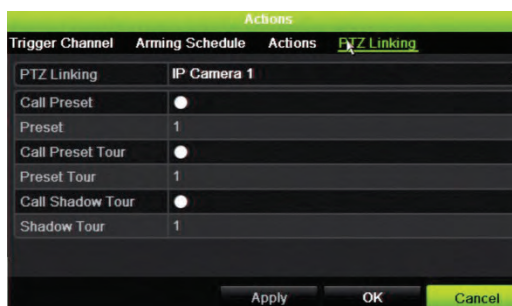 Actions
Trigger Channel Arming Schedule Actions PTZ Linking
PTZ Linking IP Camera 1
Call Preset
Preset 1
Call Preset Tour
Preset Tour 1
Call Shadow Tour
Shadow Tour 1
Apply OK Cancel